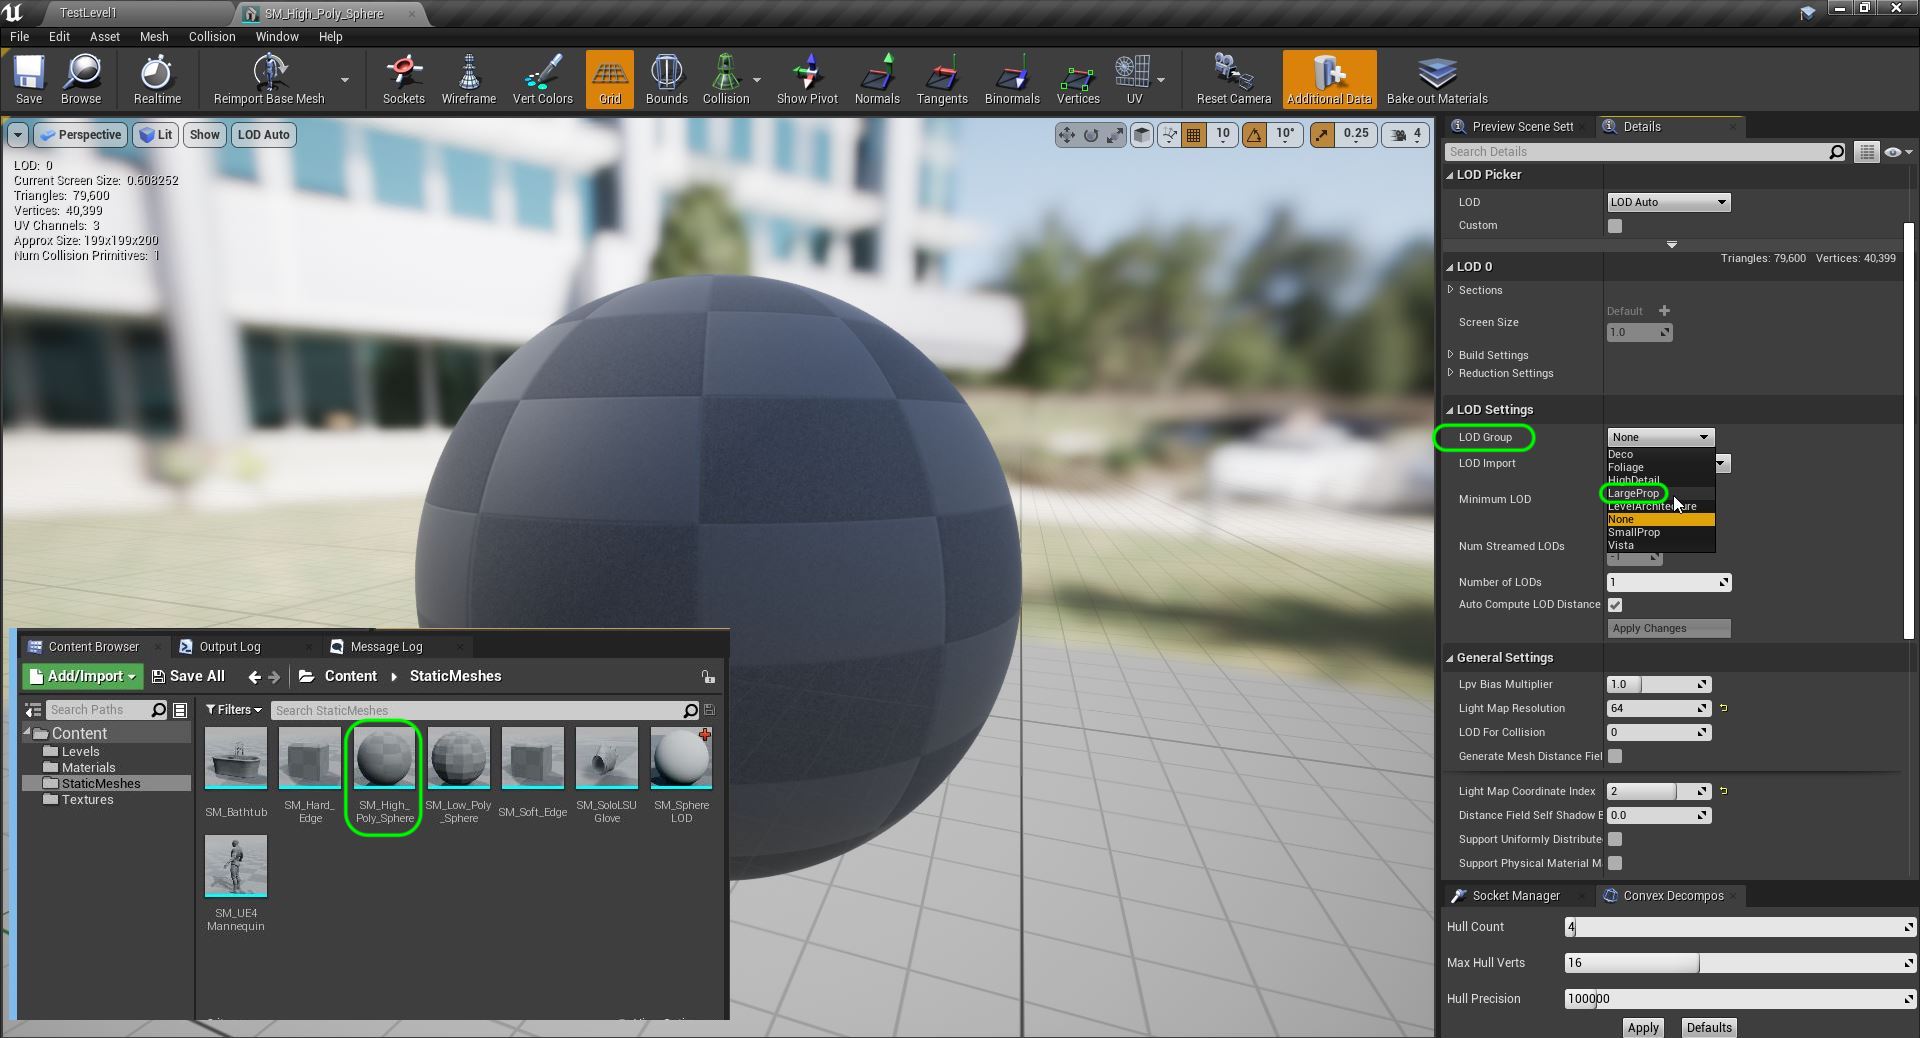 TestLevel1
SM_High_Poly_Sphere
File Edit Asset Mesh Collision Window Help
Save Browse Realtime Reimport Base Mesh Sockets Wireframe Vert Colors Grid Bounds Collision Show Pivot Normals Tangents Binormals Vertices UV Reset Camera Additional Data Bake out Materials
Perspective Lit Show LOD Auto
10 10° 0.25 4
LOD: 0
Current Screen Size: 0.608252
Triangles: 79,600
Vertices: 40,399
UV Channels: 3
Approx Size: 199x199x200
Num Collision Primitives: 1
Preview Scene Sett Details
Search Details
LOD Picker
LOD LOD Auto
Custom
Triangles: 79,600 Vertices: 40,399
LOD 0
Sections
Default
Screen Size 1.0
Build Settings
Reduction Settings
LOD Settings
LOD Group None
Deco
Foliage
HighDetail
LargeProp
LevelArchitecture
None
SmallProp
Vista
LOD Import
Minimum LOD
Num Streamed LODs -1
Number of LODs 1
Auto Compute LOD Distance
Apply Changes
General Settings
Lpv Bias Multiplier 1.0
Light Map Resolution 64
LOD For Collision 0
Generate Mesh Distance Fiel
Light Map Coordinate Index 2
Distance Field Self Shadow B 0.0
Support Uniformly Distribute
Support Physical Material M
Socket Manager Convex Decompos
Hull Count 4
Max Hull Verts 16
Hull Precision 100000
Apply Defaults
Content Browser Output Log Message Log
Add/Import Save All Content StaticMeshes
Search Paths Filters Search StaticMeshes
Content
Levels
Materials
StaticMeshes
Textures
SM_Bathtub
SM_Hard_
Edge
SM_High_
Poly_Sphere
SM_Low_Poly
_Sphere
SM_Soft_Edge
SM_SoloLSU
Glove
SM_Sphere
LOD
SM_UE4
Mannequin